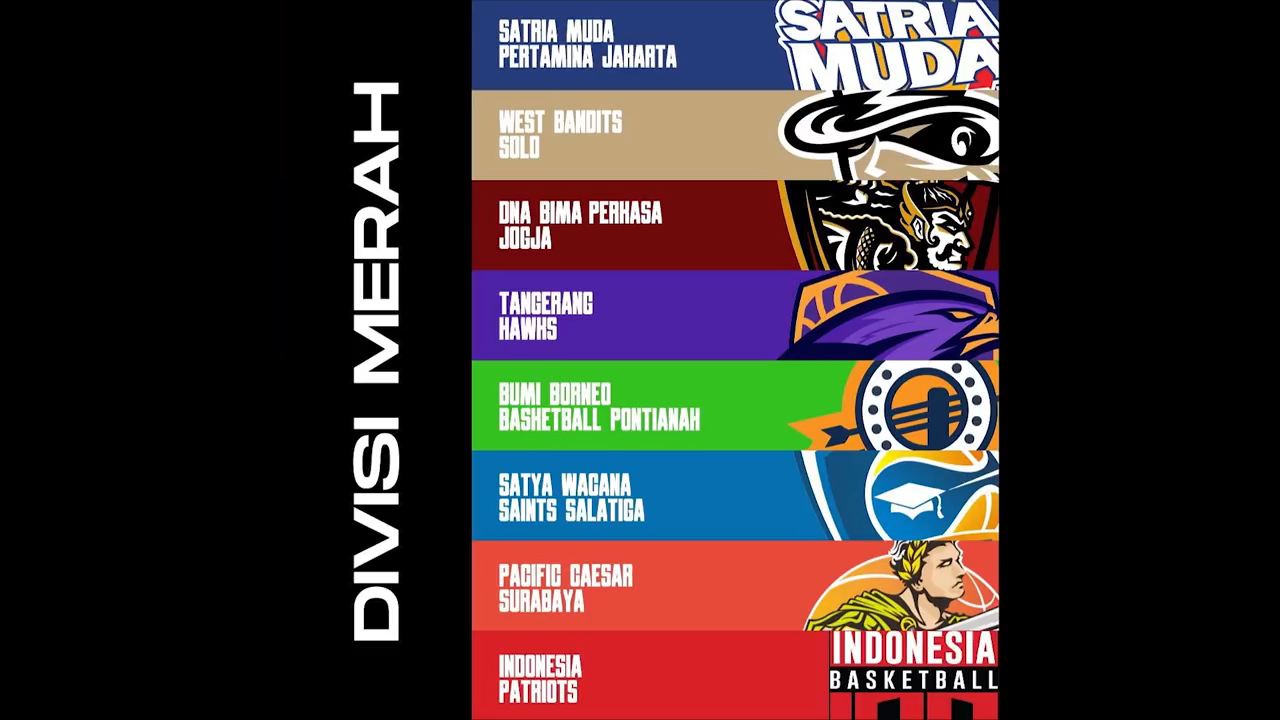 DIVISI MERAH
SATRIA MUDA
PERTAMINA JAKARTA
SATRIA
MUDA
WEST BANDITS
SOLO
DNA BIMA PERKASA
JOGJA
TANGERANG
HAWKS
BUMI BORNEO
BASKETBALL PONTIANAK
SATYA WACANA
SAINTS SALATIGA
PACIFIC CAESAR
SURABAYA
INDONESIA
PATRIOTS
INDONESIA
BASKETBALL